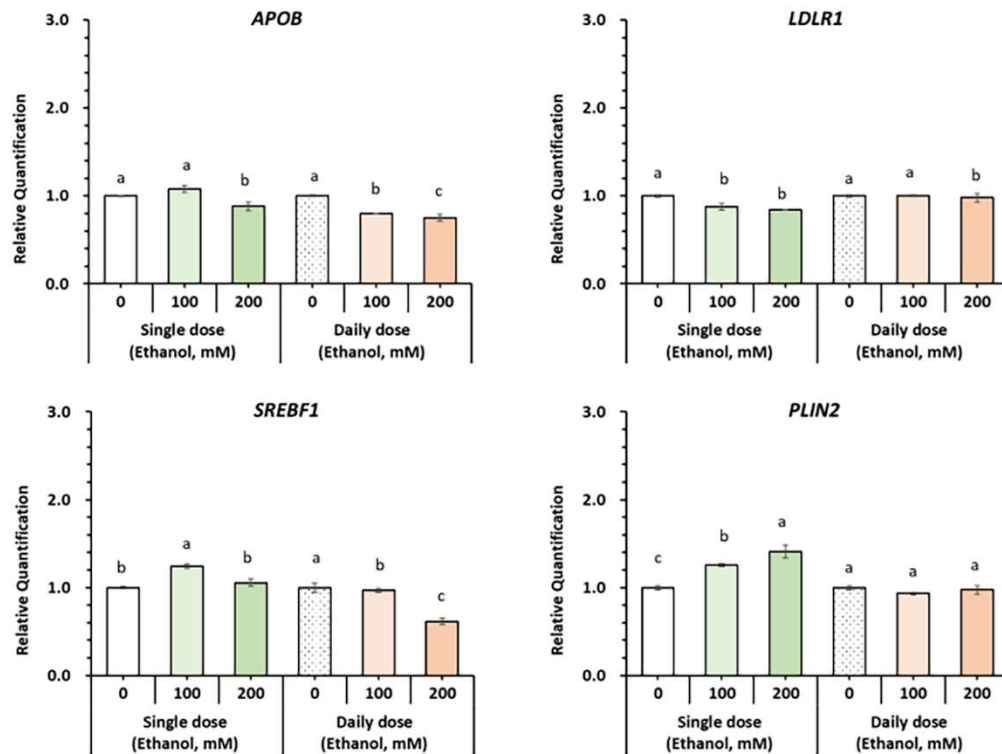 APOB
3.0
2.0
1.0
0.0
Relative Quantification
a
a
b
a
b
c
0 100 200 0 100 200
Single dose Daily dose
(Ethanol, mM) (Ethanol, mM)
LDLR1
3.0
2.0
1.0
0.0
Relative Quantification
a
b
b
a
a
b
0 100 200 0 100 200
Single dose Daily dose
(Ethanol, mM) (Ethanol, mM)
SREBF1
3.0
2.0
1.0
0.0
Relative Quantification
b
a
b
a
b
c
0 100 200 0 100 200
Single dose Daily dose
(Ethanol, mM) (Ethanol, mM)
PLIN2
3.0
2.0
1.0
0.0
Relative Quantification
c
b
a
a
a
a
0 100 200 0 100 200
Single dose Daily dose
(Ethanol, mM) (Ethanol, mM)